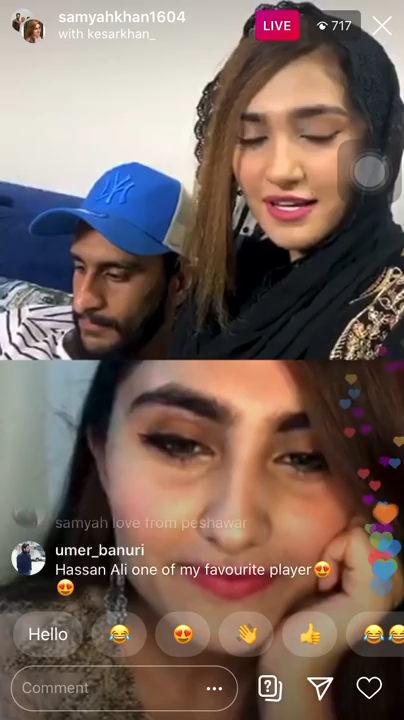 samyahkhan1604
with kesarkhan_
LIVE
717
NY
samyah love from peshawar
umer_banuri
Hassan Ali one of my favourite player😍
😍
Hello
Comment